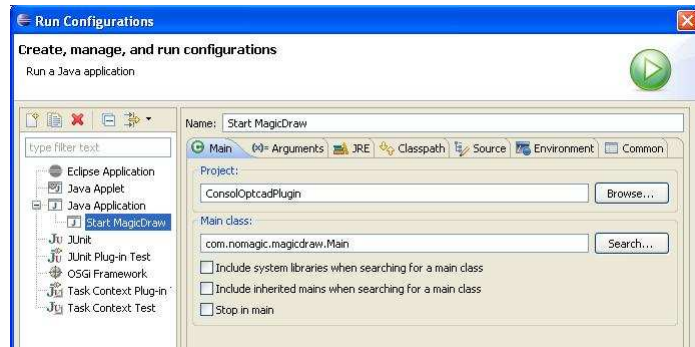 Run Configurations
Create, manage, and run configurations
Run a Java application
type filter text
Eclipse Application
Java Applet
Java Application
Start MagicDraw
JUnit
JUnit Plug-in Test
OSGi Framework
Task Context Plug-in
Task Context Test
Name: Start MagicDraw
Main (x)= Arguments JRE Classpath Source Environment Common
Project:
ConsolOptcadPlugin Browse...
Main class:
com.nomagic.magicdraw.Main Search...
Include system libraries when searching for a main class
Include inherited mains when searching for a main class
Stop in main